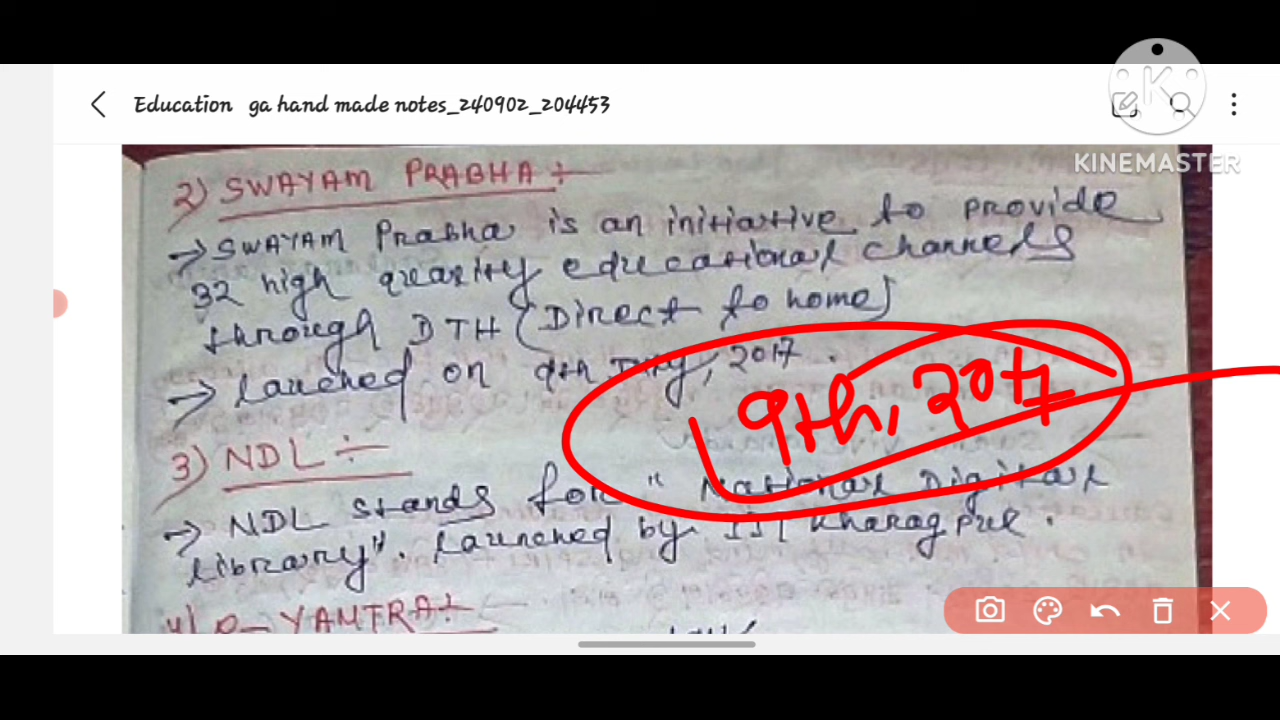 Education ga hand made notes_240902_204453
KINEMASTER
2) SWAYAM PRABHA :-
→ SWAYAM Prabha is an initiative to provide
32 high quality educational channels
through DTH (Direct to home)
→ lauched on 9th July, 2017.
9th, 2017
3) NDL :-
→ NDL stands for "National Digital
library". Launched by IIT Kharagpur.
4) e-YANTRA :-